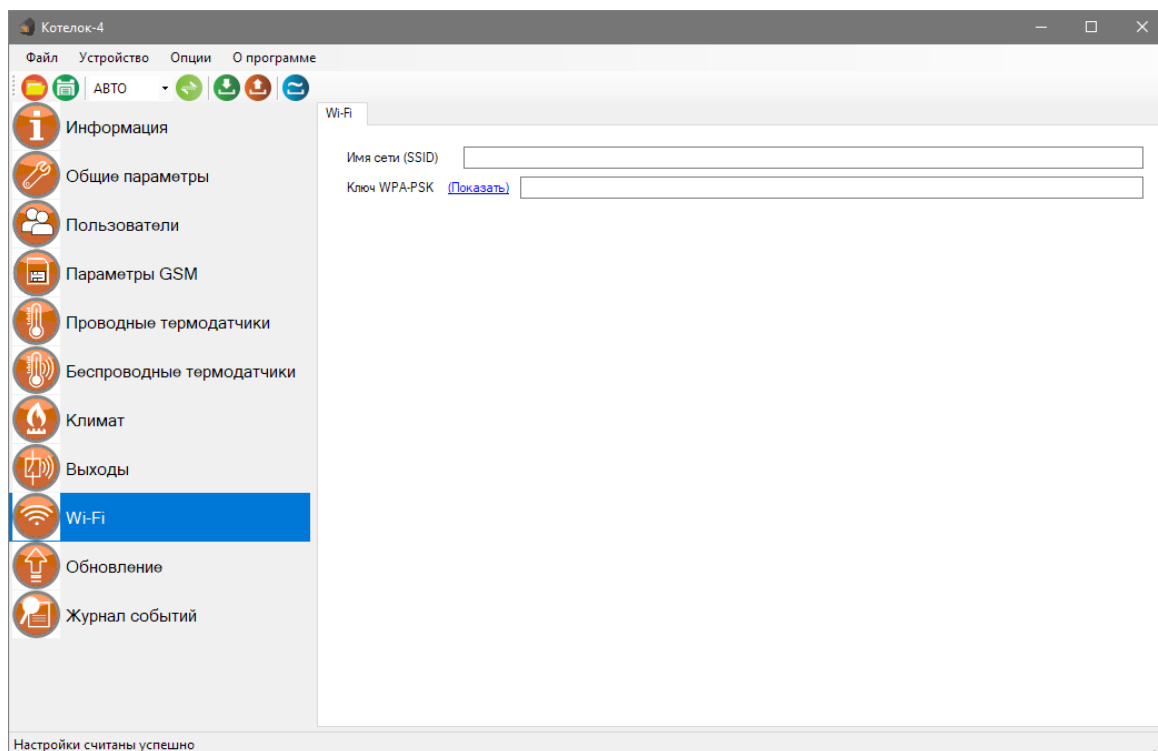 Котелок-4
Файл Устройство Опции О программе
АВТО
Информация
Общие параметры
Пользователи
Параметры GSM
Проводные термодатчики
Беспроводные термодатчики
Климат
Выходы
Wi-Fi
Обновление
Журнал событий
Wi-Fi
Имя сети (SSID)
Ключ WPA-PSK (Показать)
Настройки считаны успешно